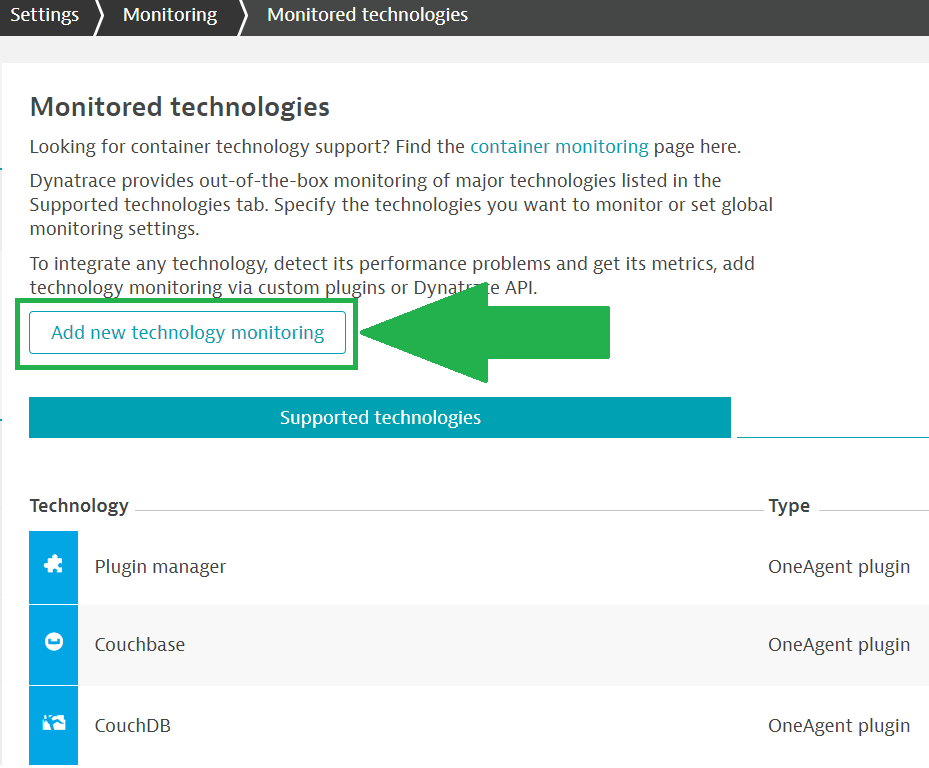 Settings Monitoring Monitored technologies
Monitored technologies
Looking for container technology support? Find the container monitoring page here.
Dynatrace provides out-of-the-box monitoring of major technologies listed in the
Supported technologies tab. Specify the technologies you want to monitor or set global
monitoring settings.
To integrate any technology, detect its performance problems and get its metrics, add
technology monitoring via custom plugins or Dynatrace API.
Add new technology monitoring
Supported technologies
Technology Type
Plugin manager OneAgent plugin
Couchbase OneAgent plugin
CouchDB OneAgent plugin